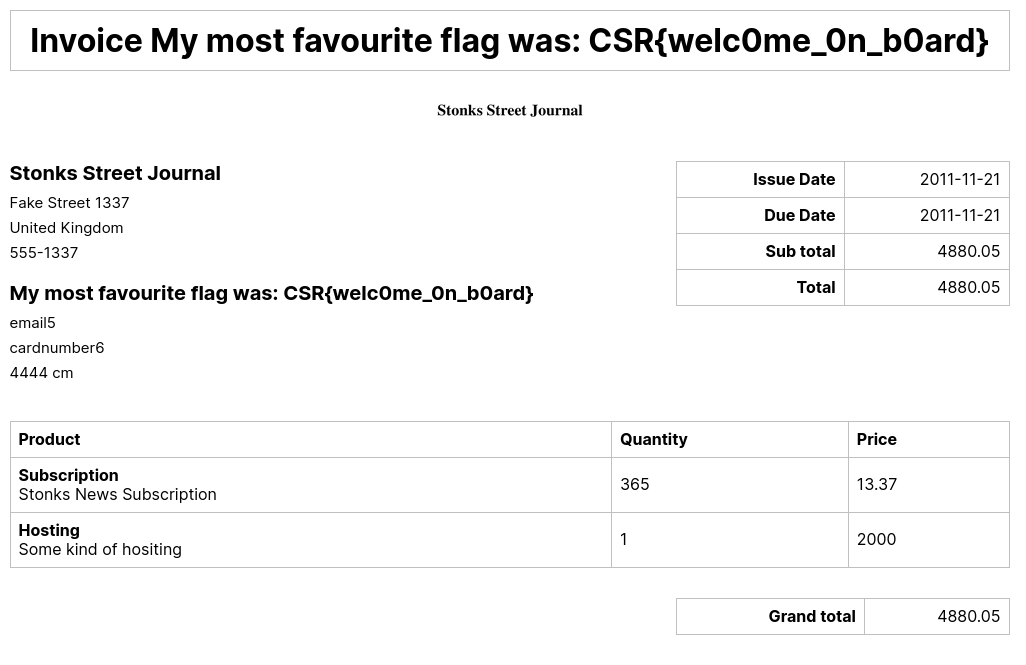 Invoice My most favourite flag was: CSR{welc0me_0n_b0ard}
Stonks Street Journal
Stonks Street Journal
Fake Street 1337
United Kingdom
555-1337
My most favourite flag was: CSR{welc0me_0n_b0ard}
email5
cardnumber6
4444 cm
Issue Date 2011-11-21
Due Date 2011-11-21
Sub total 4880.05
Total 4880.05
Product Quantity Price
Subscription
Stonks News Subscription 365 13.37
Hosting
Some kind of hositing 1 2000
Grand total 4880.05